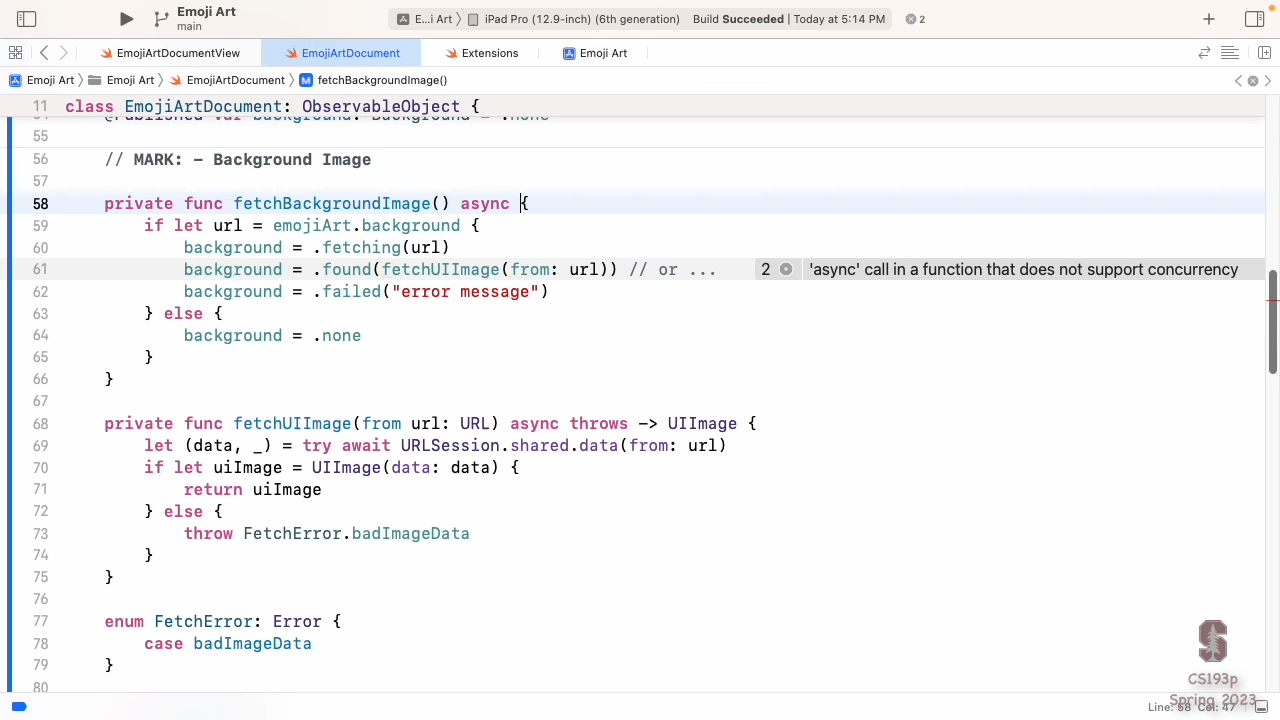 Emoji Art
main
E...i Art 〉 iPad Pro (12.9-inch) (6th generation) Build Succeeded | Today at 5:14 PM 2
EmojiArtDocumentView EmojiArtDocument Extensions Emoji Art
Emoji Art 〉 Emoji Art 〉 EmojiArtDocument 〉 M fetchBackgroundImage()
11 class EmojiArtDocument: ObservableObject {
@Published var background: Background = .none
55
56 // MARK: - Background Image
57
58 private func fetchBackgroundImage() async {
59 if let url = emojiArt.background {
60 background = .fetching(url)
61 background = .found(fetchUIImage(from: url)) // or ... 2 'async' call in a function that does not support concurrency
62 background = .failed("error message")
63 } else {
64 background = .none
65 }
66 }
67
68 private func fetchUIImage(from url: URL) async throws -> UIImage {
69 let (data, _) = try await URLSession.shared.data(from: url)
70 if let uiImage = UIImage(data: data) {
71 return uiImage
72 } else {
73 throw FetchError.badImageData
74 }
75 }
76
77 enum FetchError: Error {
78 case badImageData
79 }
80
S
CS193p
Spring 2023
Line: 58 Col: 47